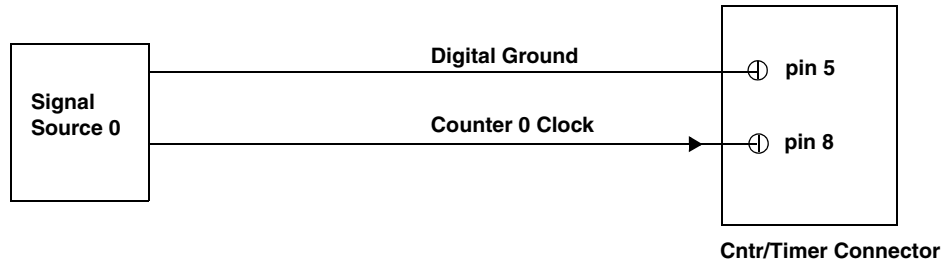 Digital Ground
pin 5
Signal
Source 0
Counter 0 Clock
pin 8
Cntr/Timer Connector